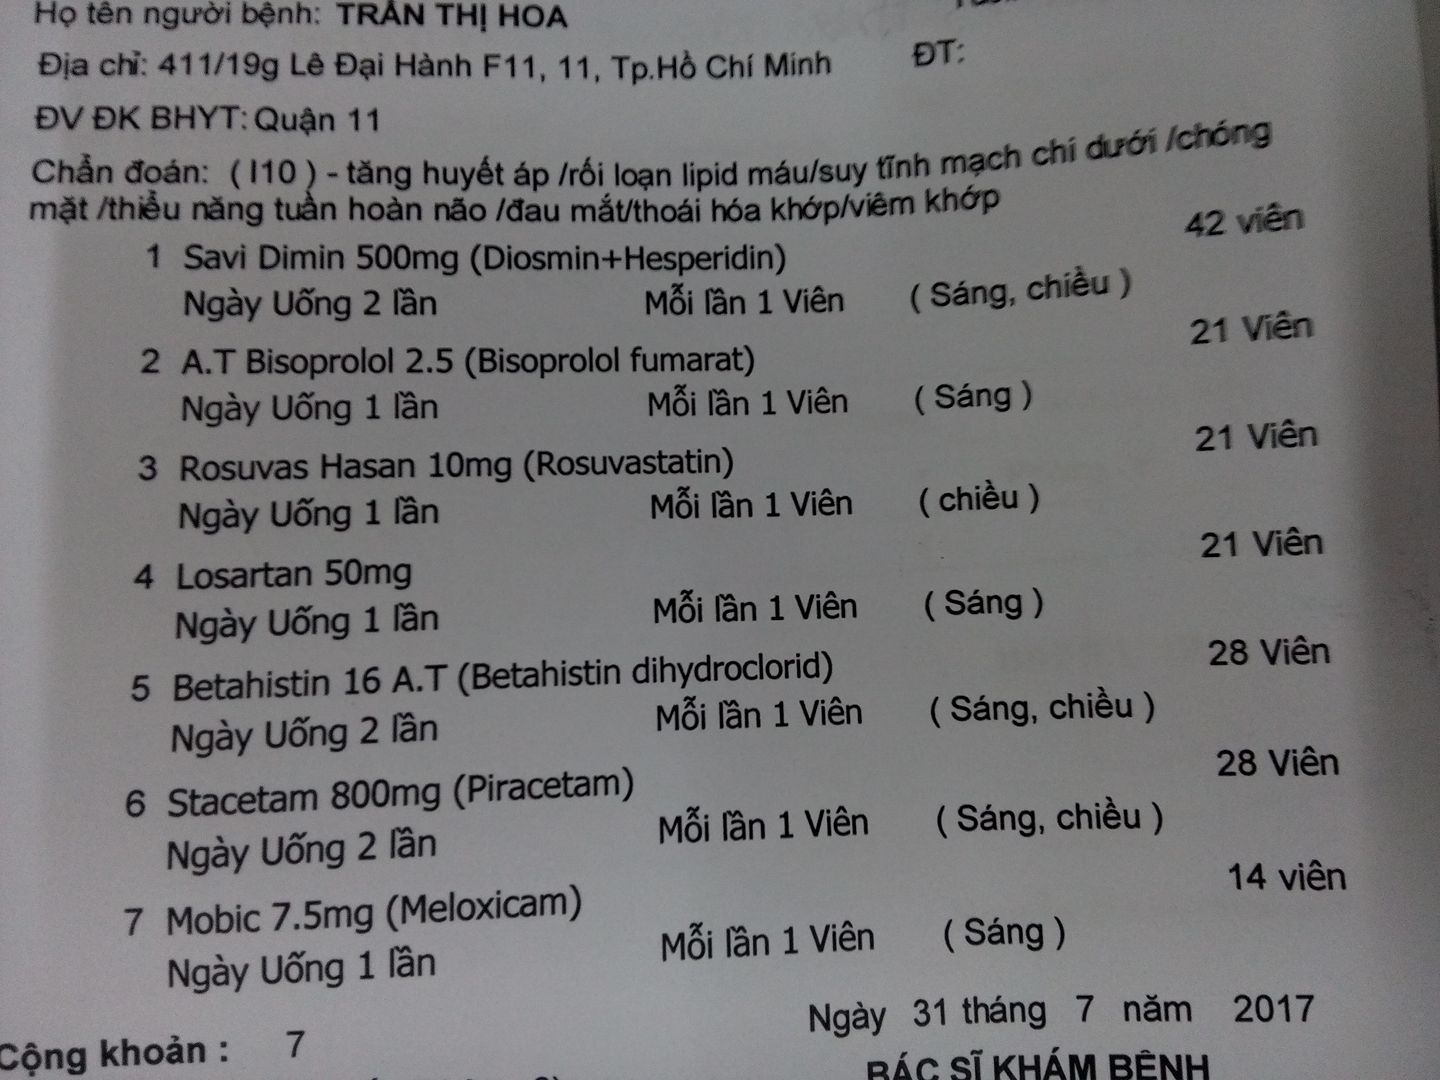 Họ tên người bệnh: TRẦN THỊ HOA
Địa chỉ: 411/19g Lê Đại Hành F11, 11, Tp.Hồ Chí Minh ĐT:
ĐV ĐK BHYT: Quận 11
Chẩn đoán: ( I10 ) - tăng huyết áp /rối loạn lipid máu/suy tĩnh mạch chi dưới /chóng
mặt /thiểu năng tuần hoàn não /đau mắt/thoái hóa khớp/viêm khớp
1 Savi Dimin 500mg (Diosmin+Hesperidin) 42 viên
Ngày Uống 2 lần Mỗi lần 1 Viên ( Sáng, chiều )
2 A.T Bisoprolol 2.5 (Bisoprolol fumarat) 21 Viên
Ngày Uống 1 lần Mỗi lần 1 Viên ( Sáng )
3 Rosuvas Hasan 10mg (Rosuvastatin) 21 Viên
Ngày Uống 1 lần Mỗi lần 1 Viên ( chiều )
4 Losartan 50mg 21 Viên
Ngày Uống 1 lần Mỗi lần 1 Viên ( Sáng )
5 Betahistin 16 A.T (Betahistin dihydroclorid) 28 Viên
Ngày Uống 2 lần Mỗi lần 1 Viên ( Sáng, chiều )
6 Stacetam 800mg (Piracetam) 28 Viên
Ngày Uống 2 lần Mỗi lần 1 Viên ( Sáng, chiều )
7 Mobic 7.5mg (Meloxicam) 14 viên
Ngày Uống 1 lần Mỗi lần 1 Viên ( Sáng )
Ngày 31 tháng 7 năm 2017
Cộng khoản : 7
BÁC SĨ KHÁM BỆNH